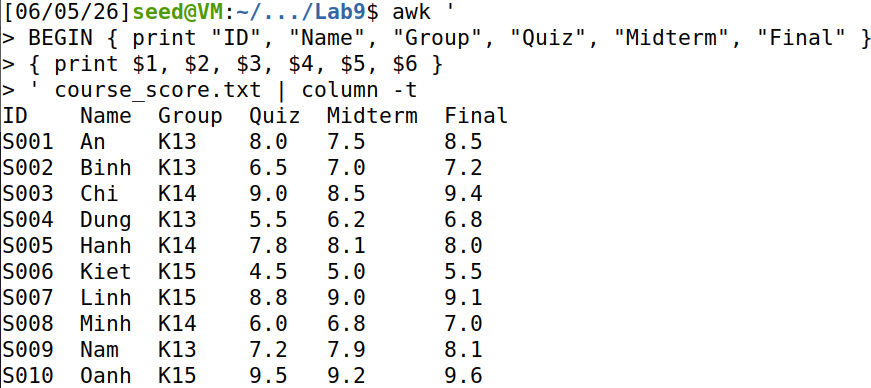 [06/05/26]seed@VM:~/.../Lab9$ awk '
> BEGIN { print "ID", "Name", "Group", "Quiz", "Midterm", "Final" }
> { print $1, $2, $3, $4, $5, $6 }
> ' course_score.txt | column -t
ID    Name  Group  Quiz  Midterm  Final
S001  An    K13    8.0   7.5      8.5
S002  Binh  K13    6.5   7.0      7.2
S003  Chi   K14    9.0   8.5      9.4
S004  Dung  K13    5.5   6.2      6.8
S005  Hanh  K14    7.8   8.1      8.0
S006  Kiet  K15    4.5   5.0      5.5
S007  Linh  K15    8.8   9.0      9.1
S008  Minh  K14    6.0   6.8      7.0
S009  Nam   K13    7.2   7.9      8.1
S010  Oanh  K15    9.5   9.2      9.6